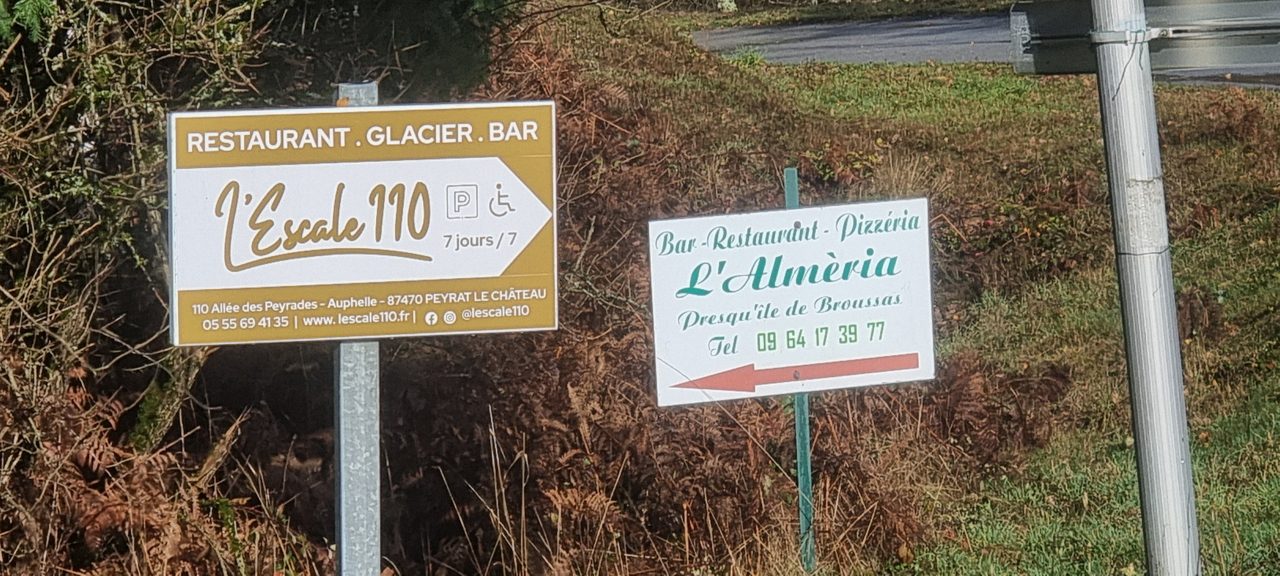 RESTAURANT . GLACIER . BAR
L'Escale 110
P
7 jours / 7
110 Allée des Peyrades - Auphelle - 87470 PEYRAT LE CHÂTEAU
05 55 69 41 35 | www. lescale110.fr | @lescale110
Bar - Restaurant - Pizzéria
L'Almèria
Presqu'île de Broussas
Tel 09 64 17 39 77